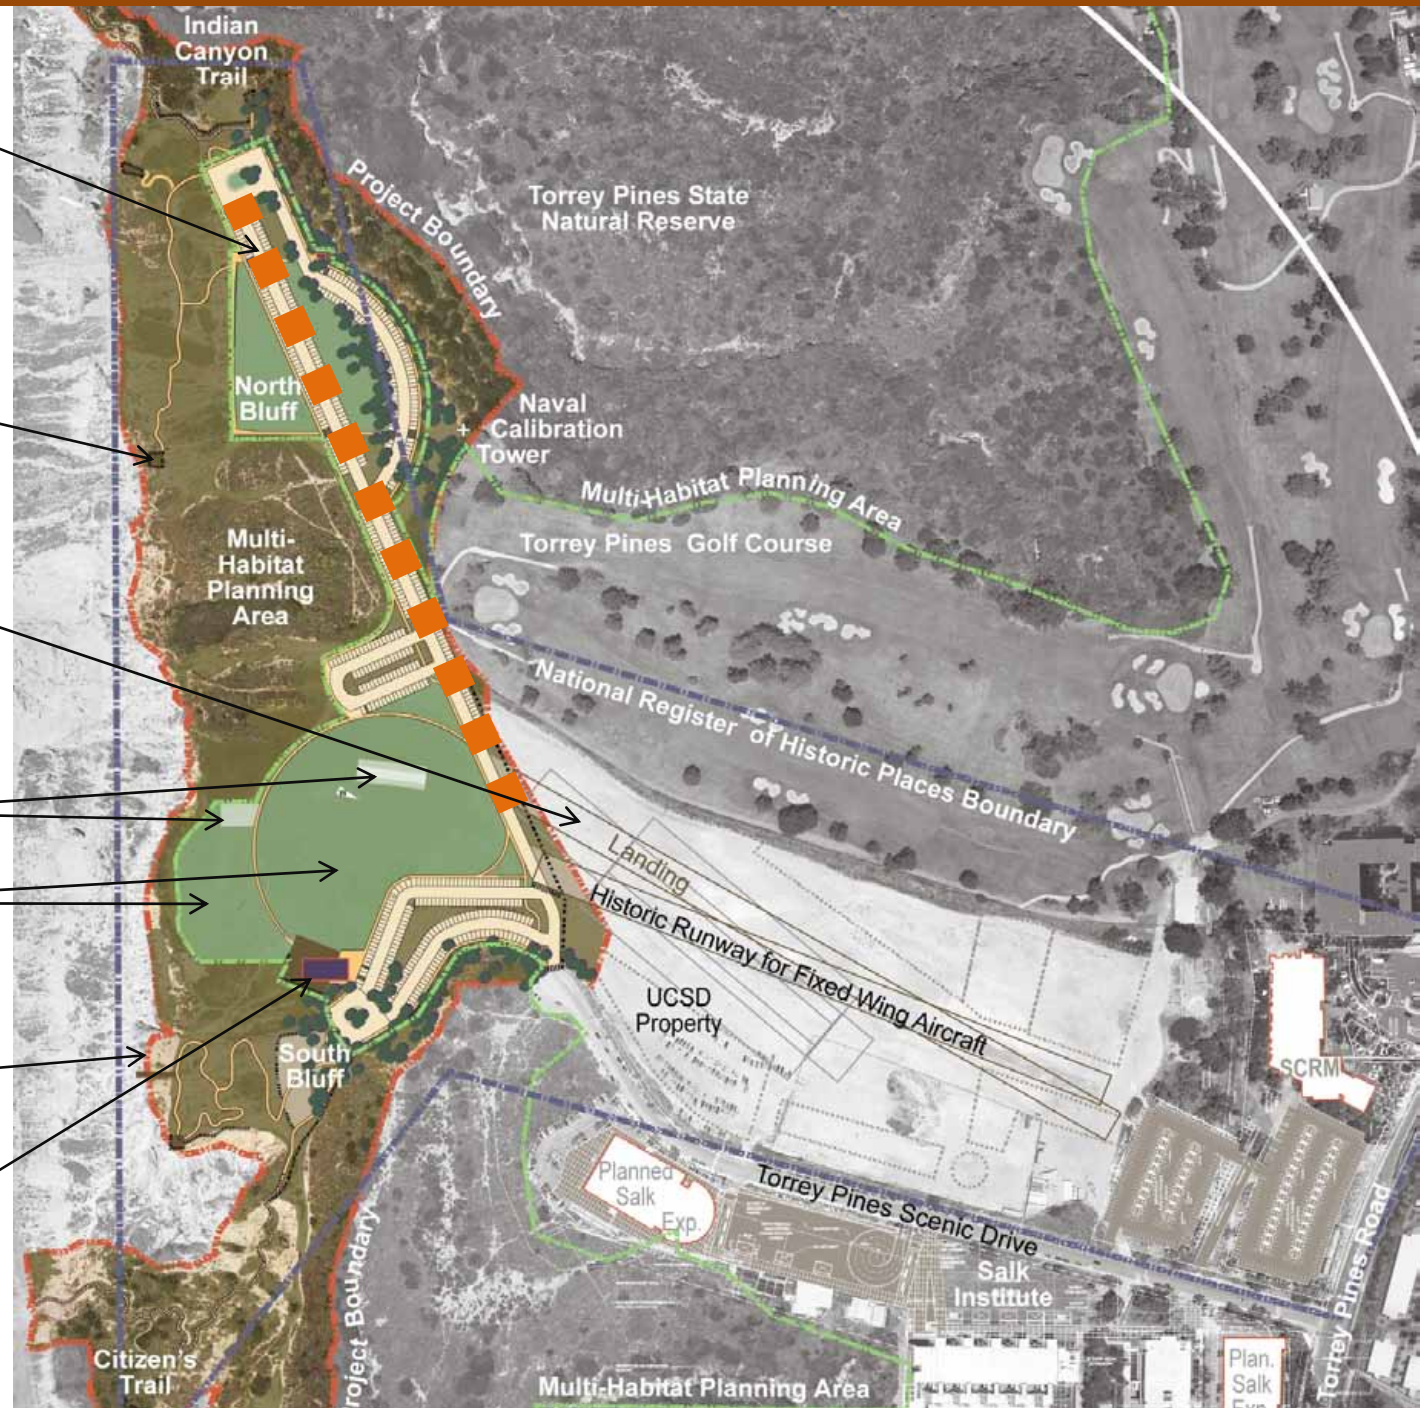 Indian
Canyon
Trail
Project Boundary
Torrey Pines State
Natural Reserve
North
Bluff
Naval
Calibration
Tower
Multi-Habitat Planning Area
Torrey Pines Golf Course
Multi-
Habitat
Planning
Area
National Register of Historic Places Boundary
Landing
Historic Runway for Fixed Wing Aircraft
UCSD
Property
South
Bluff
SCRM
Planned
Salk
Exp.
Torrey Pines Scenic Drive
Salk
Institute
Torrey Pines Road
Project Boundary
Citizen's
Trail
Multi-Habitat Planning Area
Plan.
Salk
Exp.